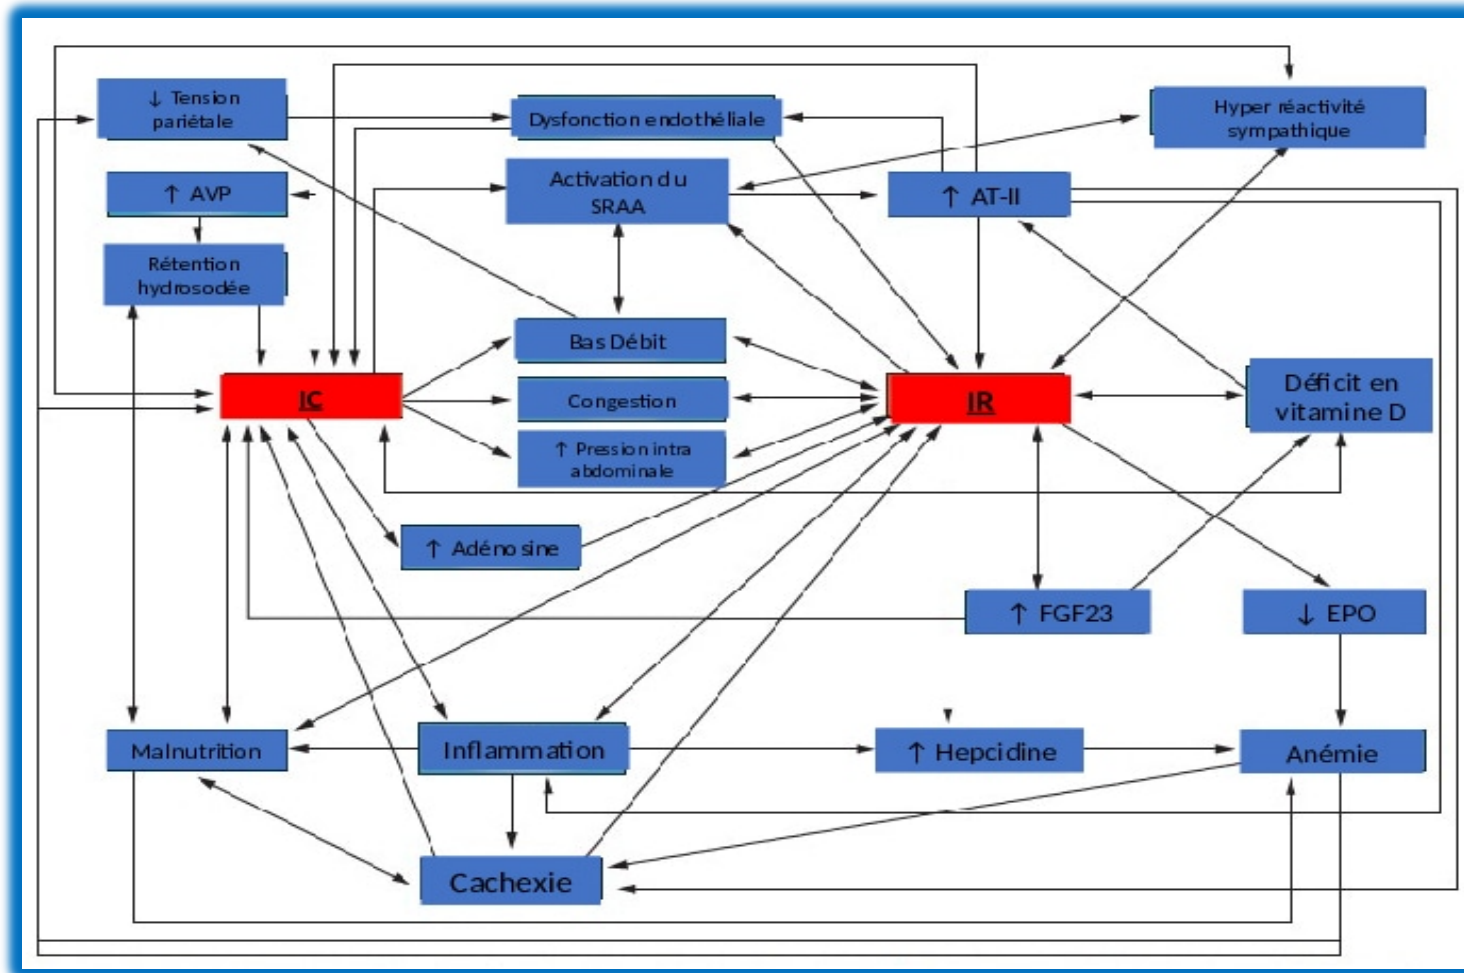 ↓ Tension
pariétale
Dysfonction endothéliale
Hyper réactivité
sympathique
↑ AVP
Activation du
SRAA
↑ AT-II
Rétention
hydrosodée
Bas Débit
IC
Congestion
IR
Déficit en
vitamine D
↑ Pression intra
abdominale
↑ Adénosine
↑ FGF23
↓ EPO
Malnutrition
Inflammation
↑ Hepcidine
Anémie
Cachexie